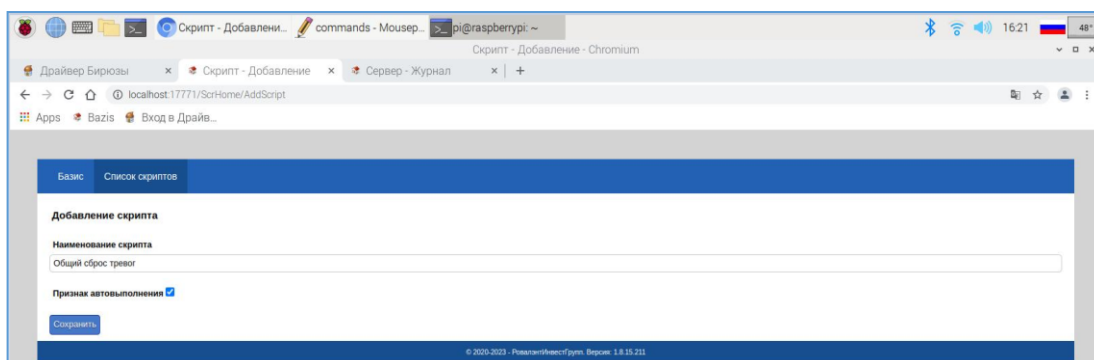 Скрипт - Добавлени... commands - Mousep... pi@raspberrypi: ~ 16:21 48°
Скрипт - Добавление - Chromium
Драйвер Бирюзы Скрипт - Добавление Сервер - Журнал
localhost:17771/ScrHome/AddScript
Apps Bazis Вход в Драйв...
Базис Список скриптов
Добавление скрипта
Наименование скрипта
Общий сброс тревог
Признак автовыполнения
Сохранить
© 2020-2023 - РовалэнтИнвестГрупп. Версия: 1.8.15.211